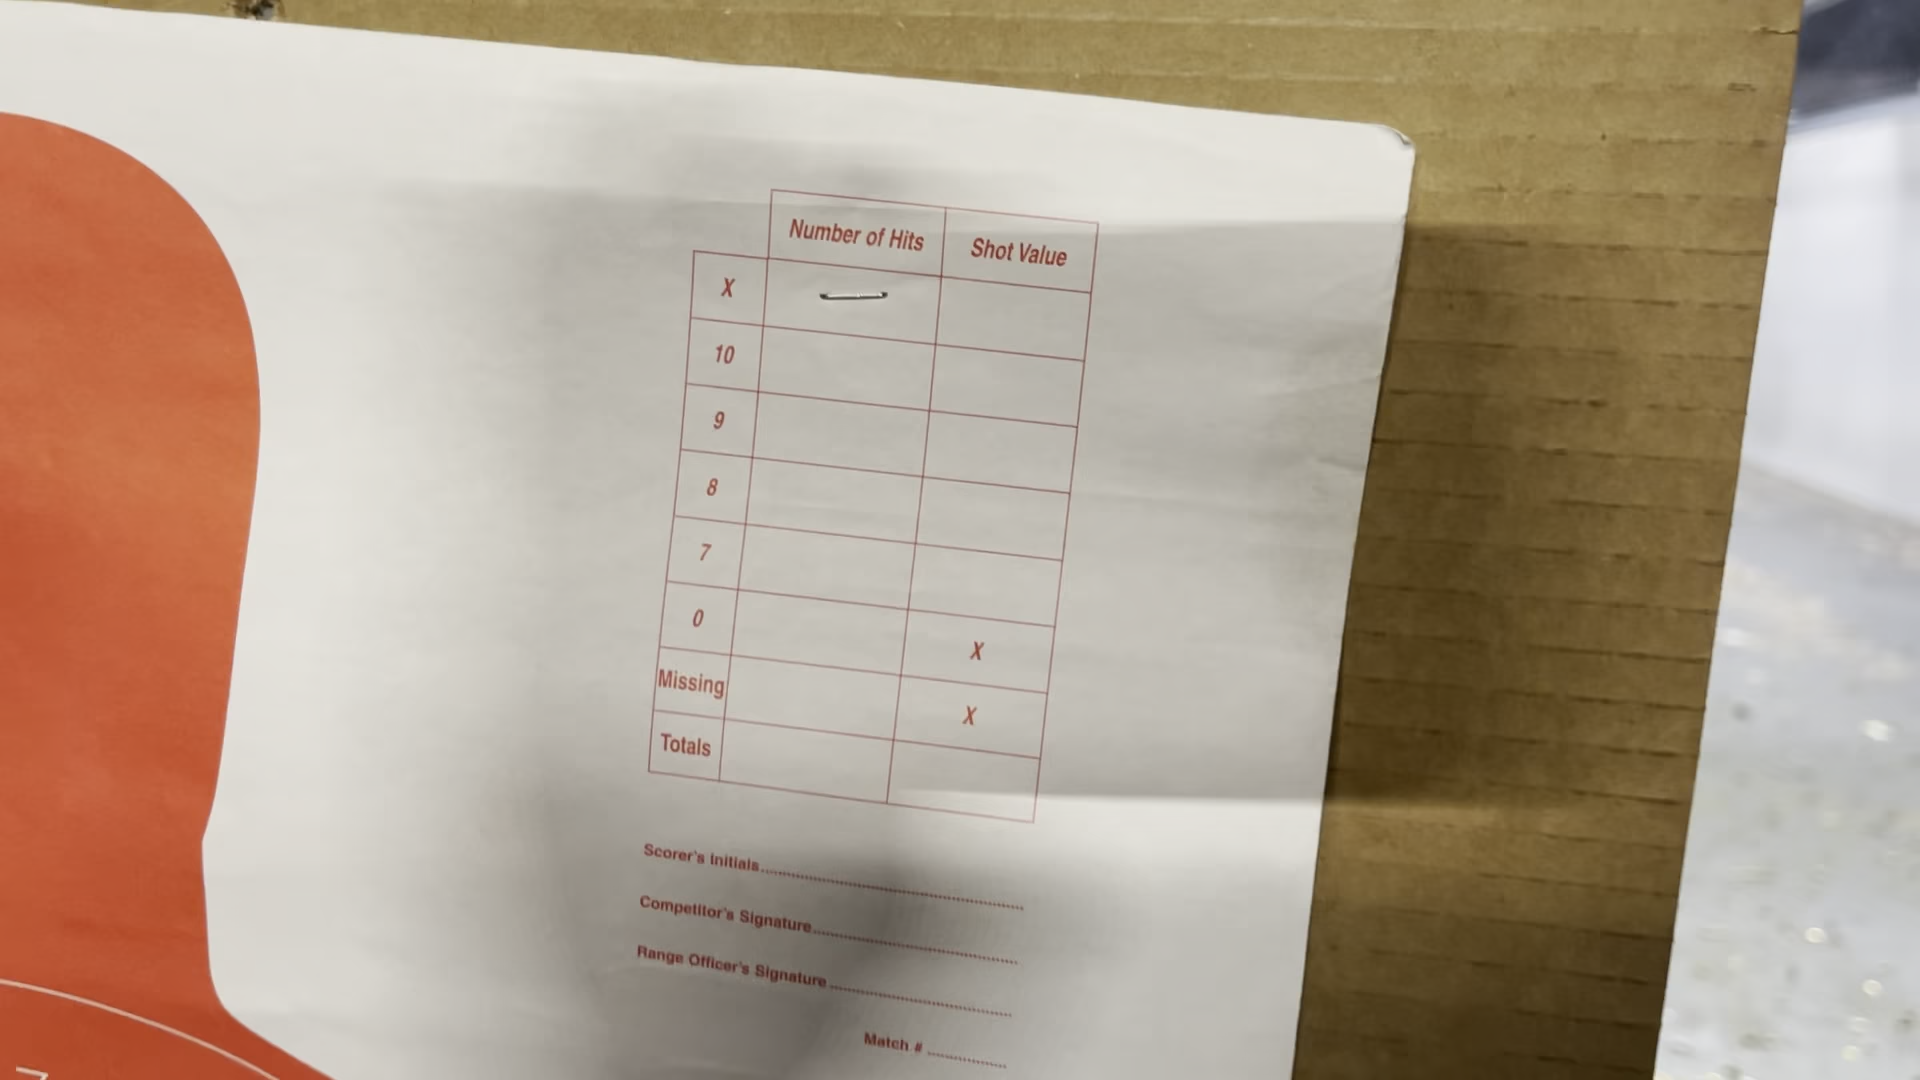 Number of Hits Shot Value
X
10
9
8
7
0 X
Missing X
Totals
Scorer's Initials
Competitor's Signature
Range Officer's Signature
Match #
7